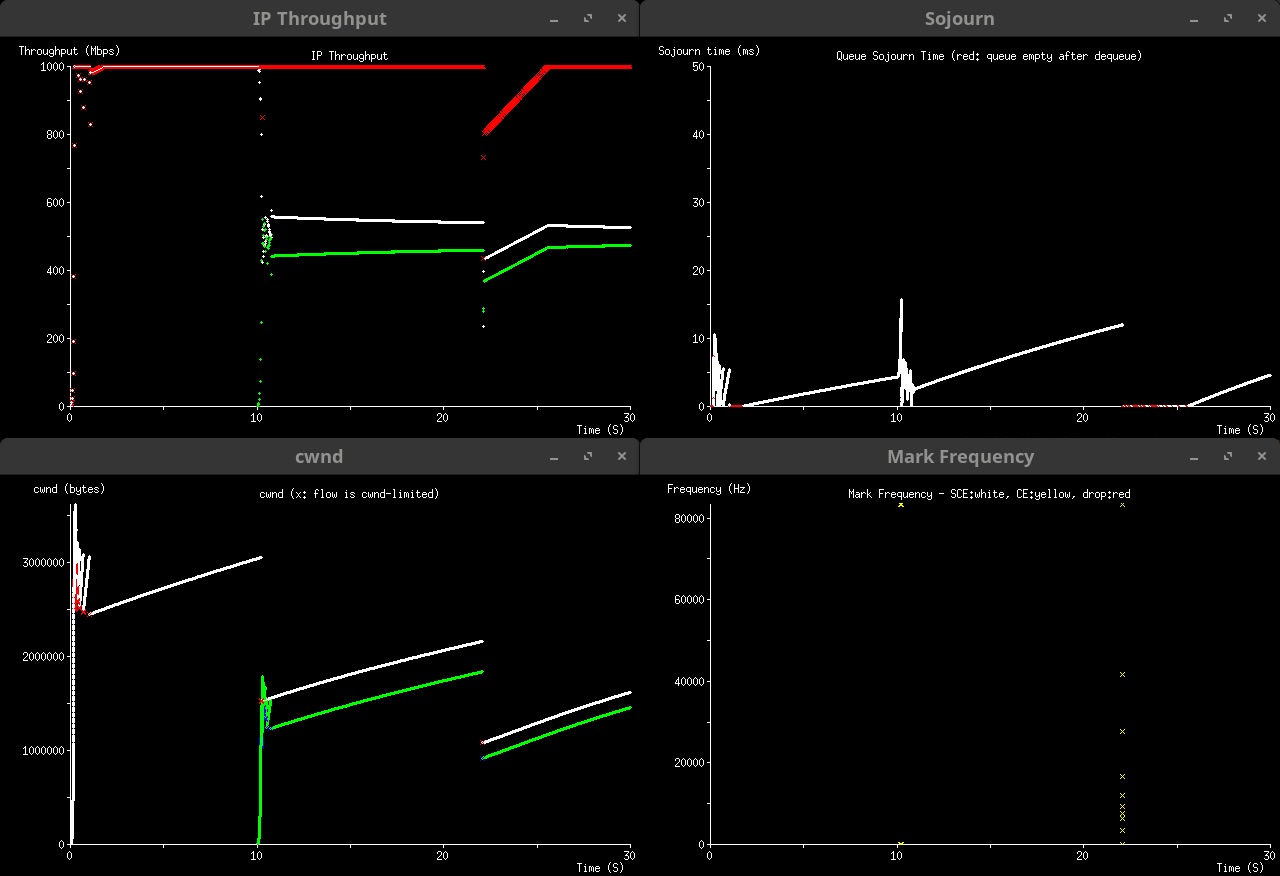 IP Throughput
Throughput (Mbps)
IP Throughput
1000
800
600
400
200
0
0
10
20
30
Time (S)
Sojourn
Sojourn time (ms)
Queue Sojourn Time (red: queue empty after dequeue)
50
40
30
20
10
0
0
10
20
30
Time (S)
cwnd
cwnd (bytes)
cwnd (x: flow is cwnd-limited)
3000000
2000000
1000000
0
0
10
20
30
Time (S)
Mark Frequency
Frequency (Hz)
Mark Frequency - SCE:white, CE:yellow, drop:red
80000
60000
40000
20000
0
0
10
20
30
Time (S)